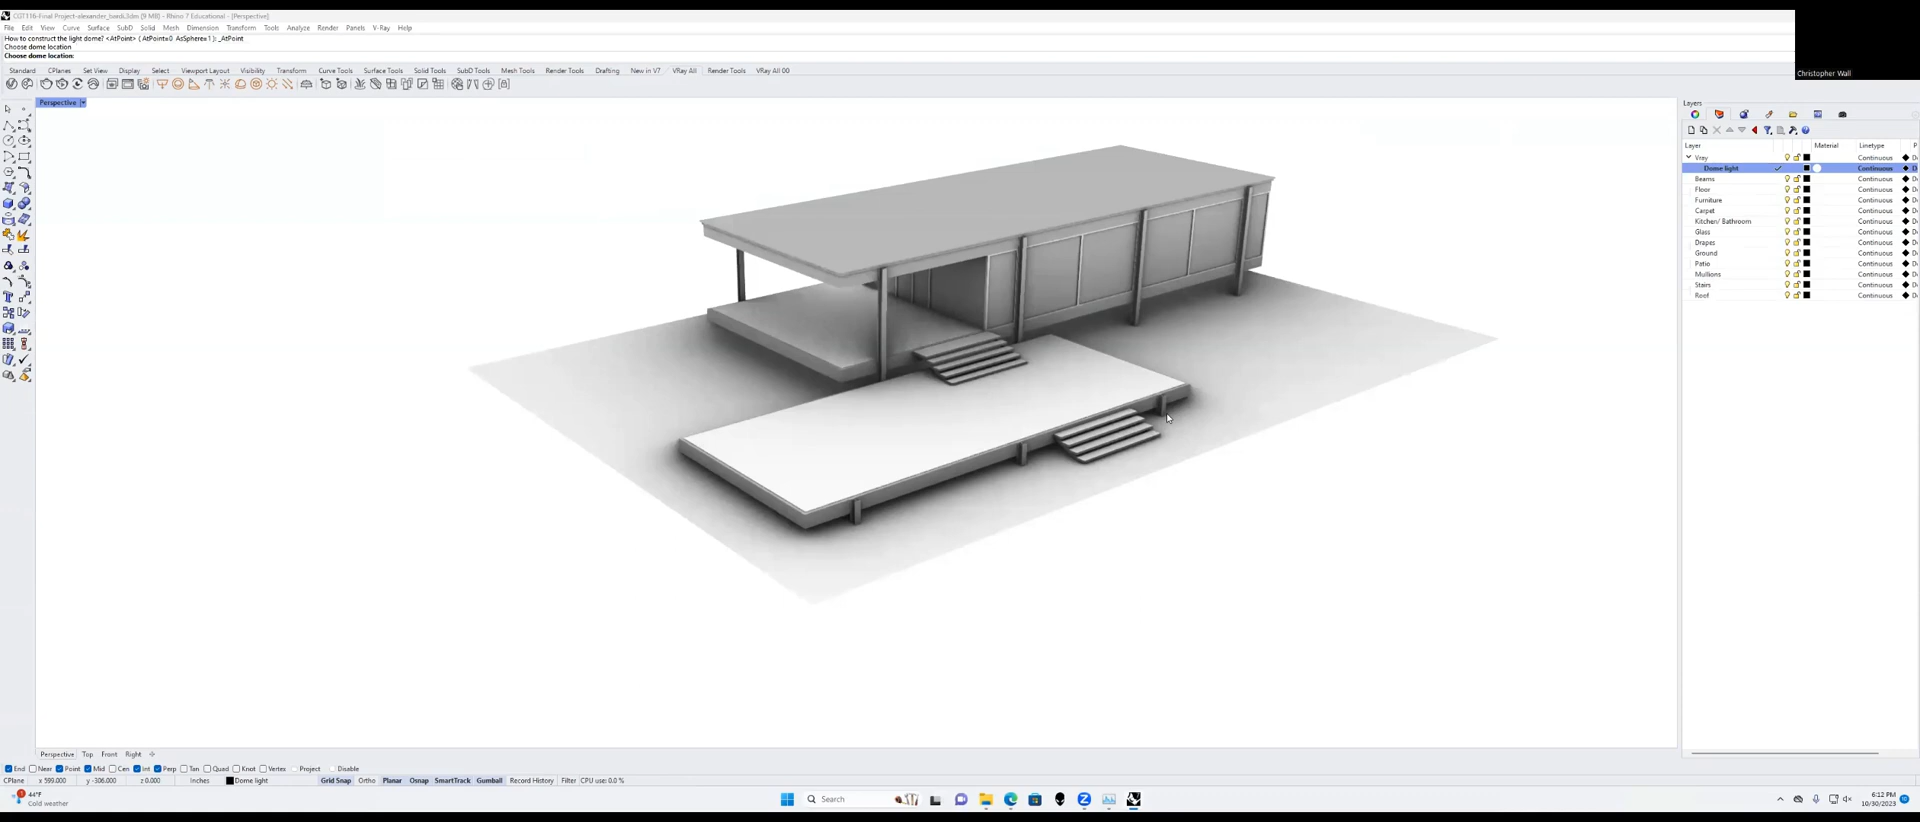 CGT116-Final Project-alexander_bardi.3dm (9 MB) - Rhino 7 Educational - [Perspective]
File Edit View Curve Surface SubD Solid Mesh Dimension Transform Tools Analyze Render Panels V-Ray Help
How to construct the light dome? <AtPoint> ( AtPoint=0 AsSphere=1 ): _AtPoint
Choose dome location
Choose dome location:
Christopher Wall
Standard CPlanes Set View Display Select Viewport Layout Visibility Transform Curve Tools Surface Tools Solid Tools SubD Tools Mesh Tools Render Tools Drafting New in V7 VRay All Render Tools VRay All 00
Perspective
Layers
Layer Material Linetype P
Vray Continuous
Dome light Continuous
Beams Continuous
Floor Continuous
Furniture Continuous
Carpet Continuous
Kitchen/ Bathroom Continuous
Glass Continuous
Drapes Continuous
Ground Continuous
Patio Continuous
Mullions Continuous
Stairs Continuous
Roof Continuous
Perspective Top Front Right
End Near Point Mid Cen Int Perp Tan Quad Knot Vertex Project Disable
CPlane x 599.000 y -306.000 z 0.000 Inches Dome light Grid Snap Ortho Planar Osnap SmartTrack Gumball Record History Filter CPU use: 0.0 %
44°F
Cold weather
Search
6:12 PM
10/30/2023